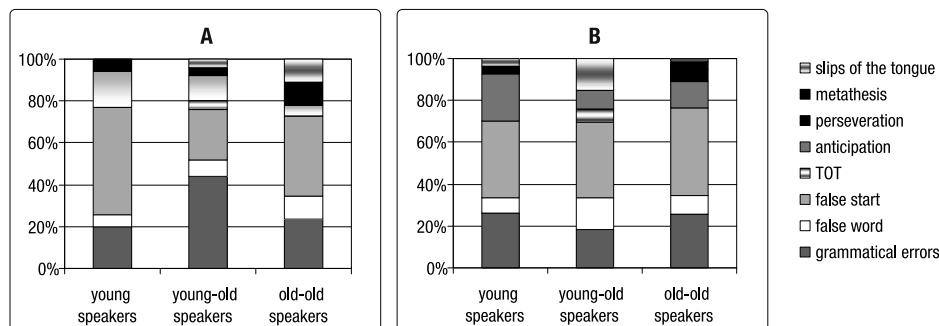 A
100%
80%
60%
40%
20%
0%
young speakers
young-old speakers
old-old speakers
B
100%
80%
60%
40%
20%
0%
young speakers
young-old speakers
old-old speakers
slips of the tongue
metathesis
perseveration
anticipation
TOT
false start
false word
grammatical errors